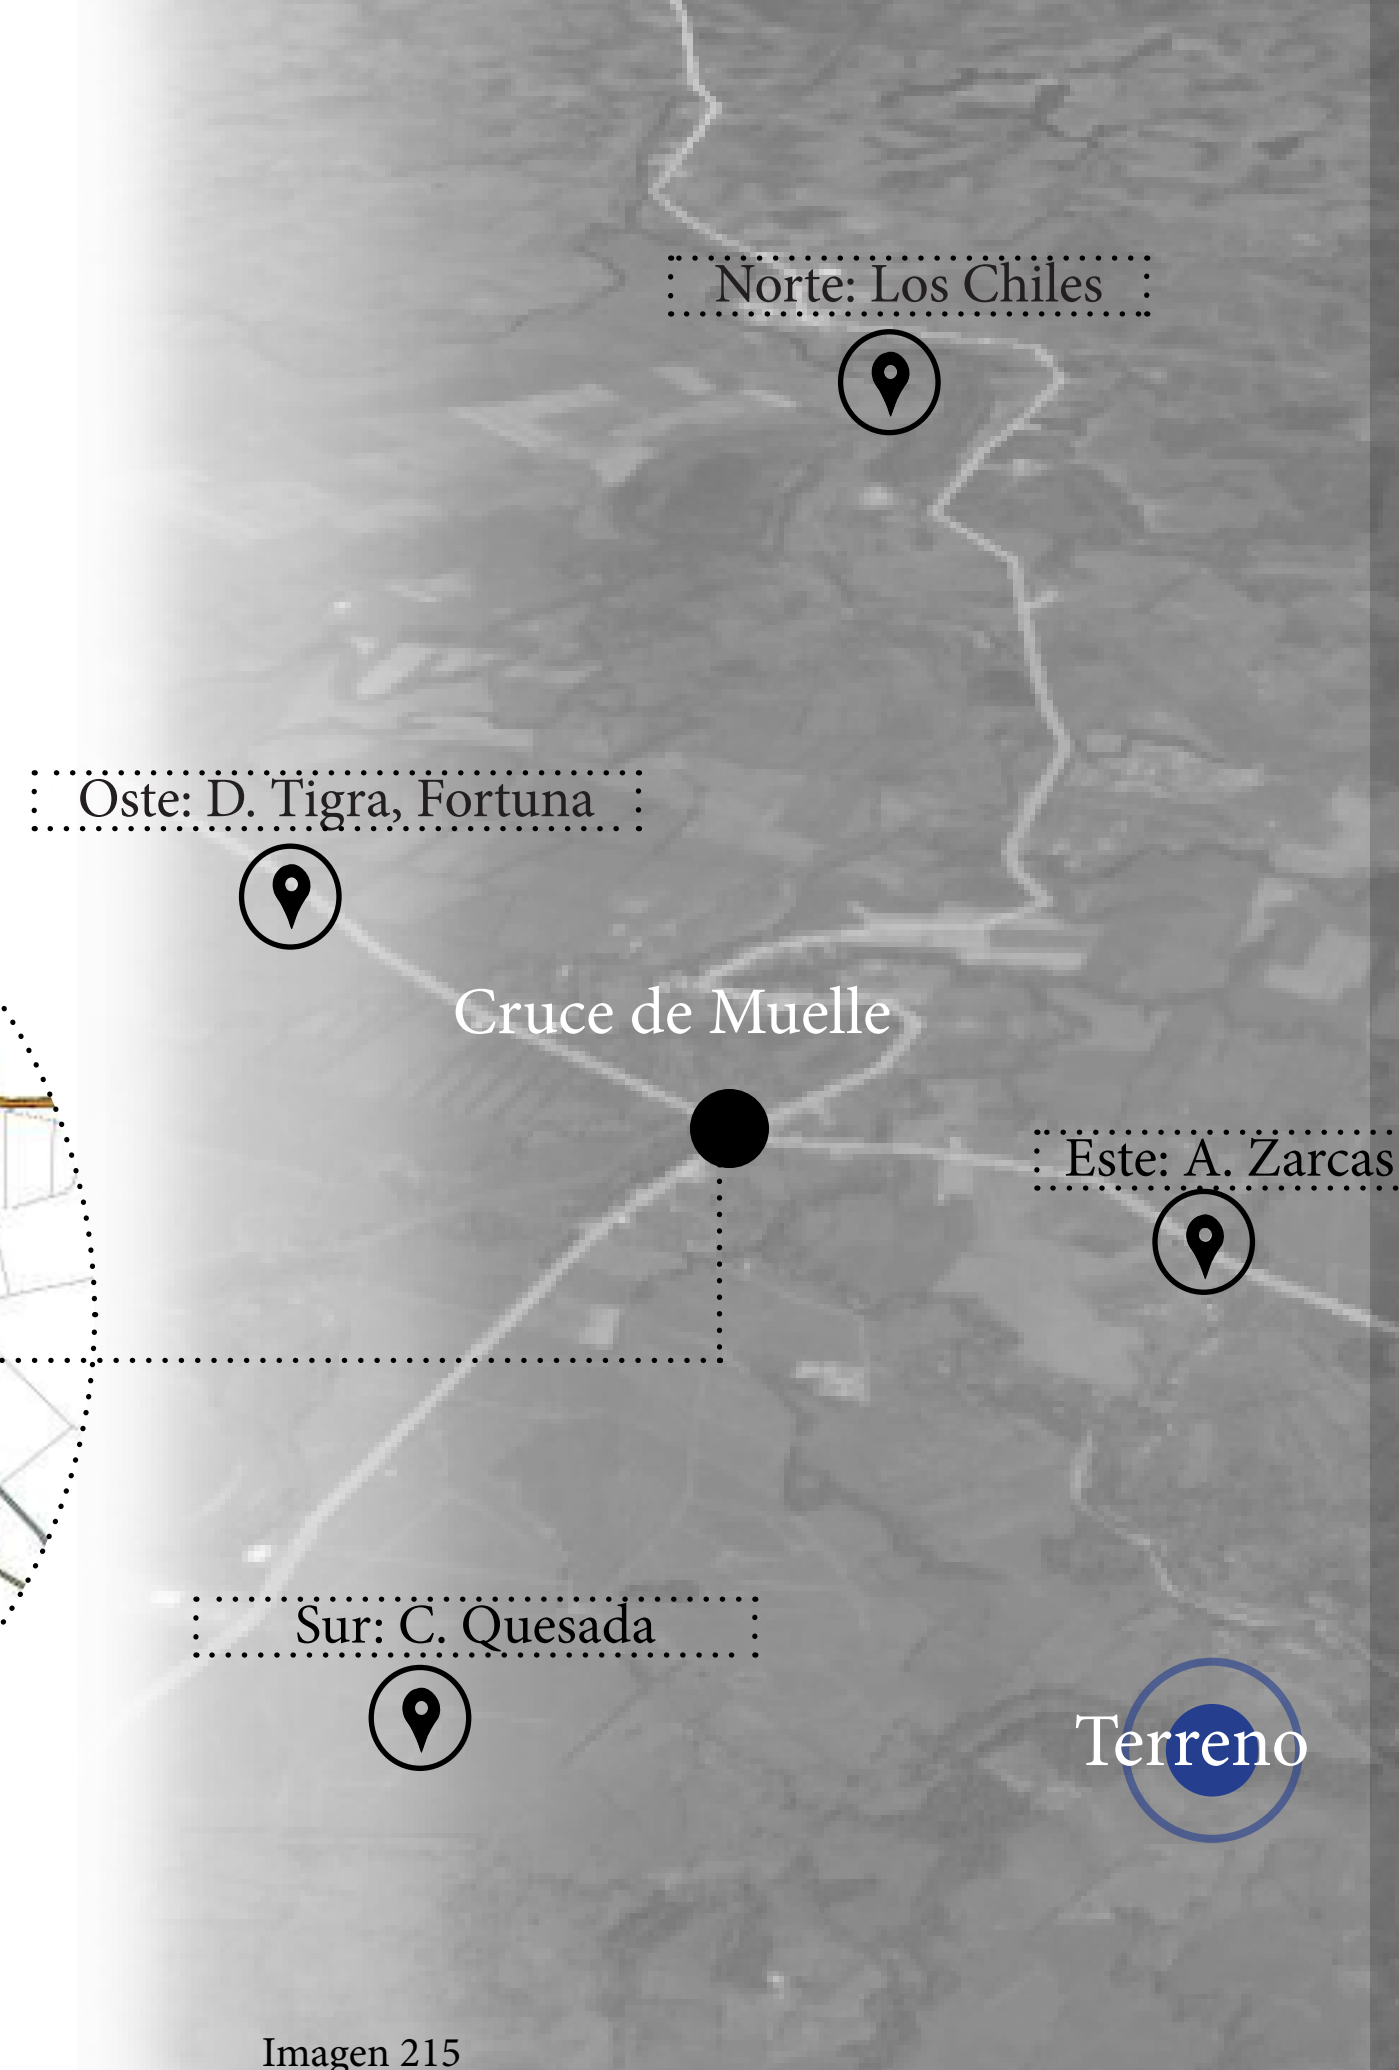 Norte: Los Chiles
Oste: D. Tigra, Fortuna
Cruce de Muelle
Este: A. Zarcas
Sur: C. Quesada
Terreno
Imagen 215